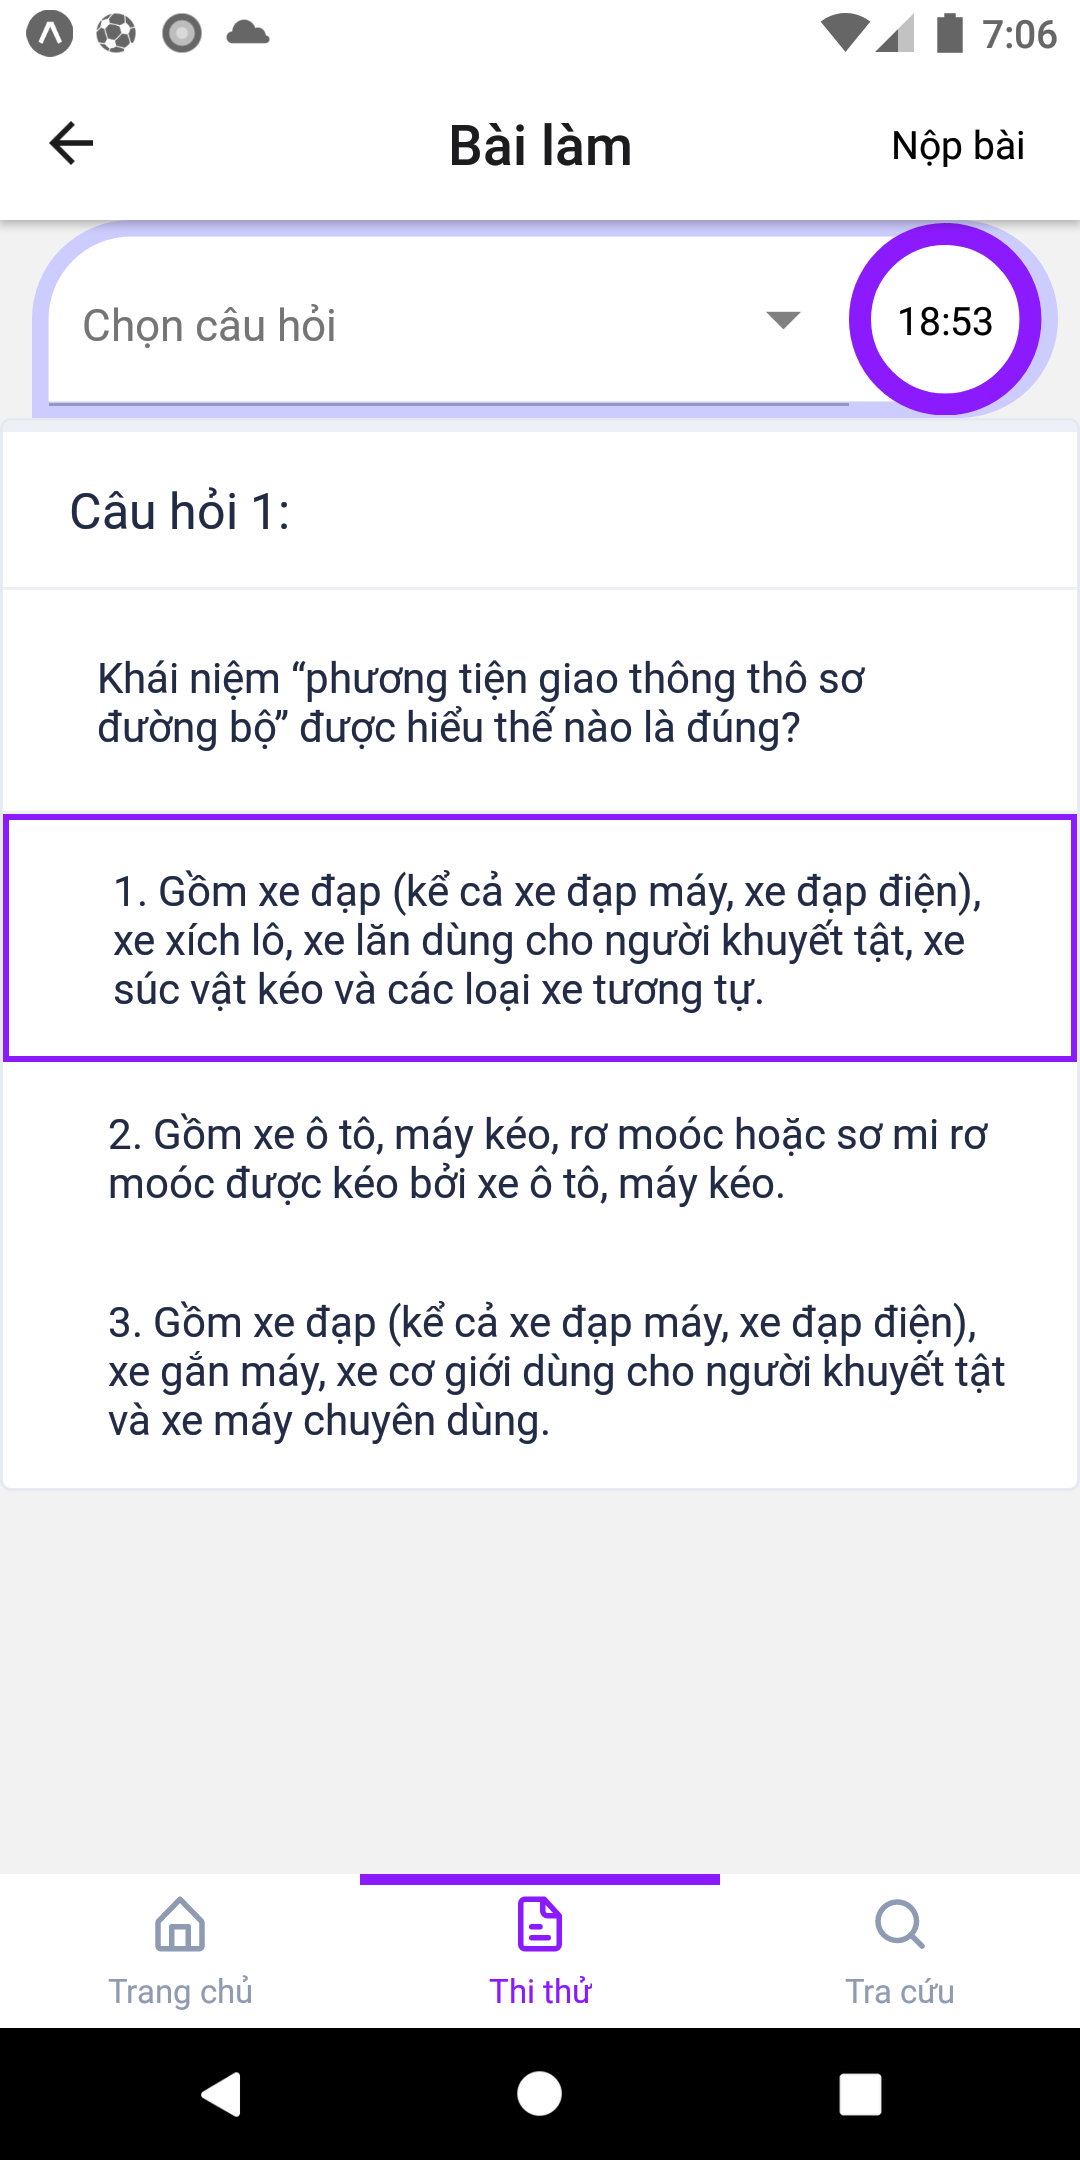 7:06
Bài làm
Nộp bài
Chọn câu hỏi
18:53
Câu hỏi 1:
Khái niệm “phương tiện giao thông thô sơ
đường bộ” được hiểu thế nào là đúng?
1. Gồm xe đạp (kể cả xe đạp máy, xe đạp điện),
xe xích lô, xe lăn dùng cho người khuyết tật, xe
súc vật kéo và các loại xe tương tự.
2. Gồm xe ô tô, máy kéo, rơ moóc hoặc sơ mi rơ
moóc được kéo bởi xe ô tô, máy kéo.
3. Gồm xe đạp (kể cả xe đạp máy, xe đạp điện),
xe gắn máy, xe cơ giới dùng cho người khuyết tật
và xe máy chuyên dùng.
Trang chủ
Thi thử
Tra cứu